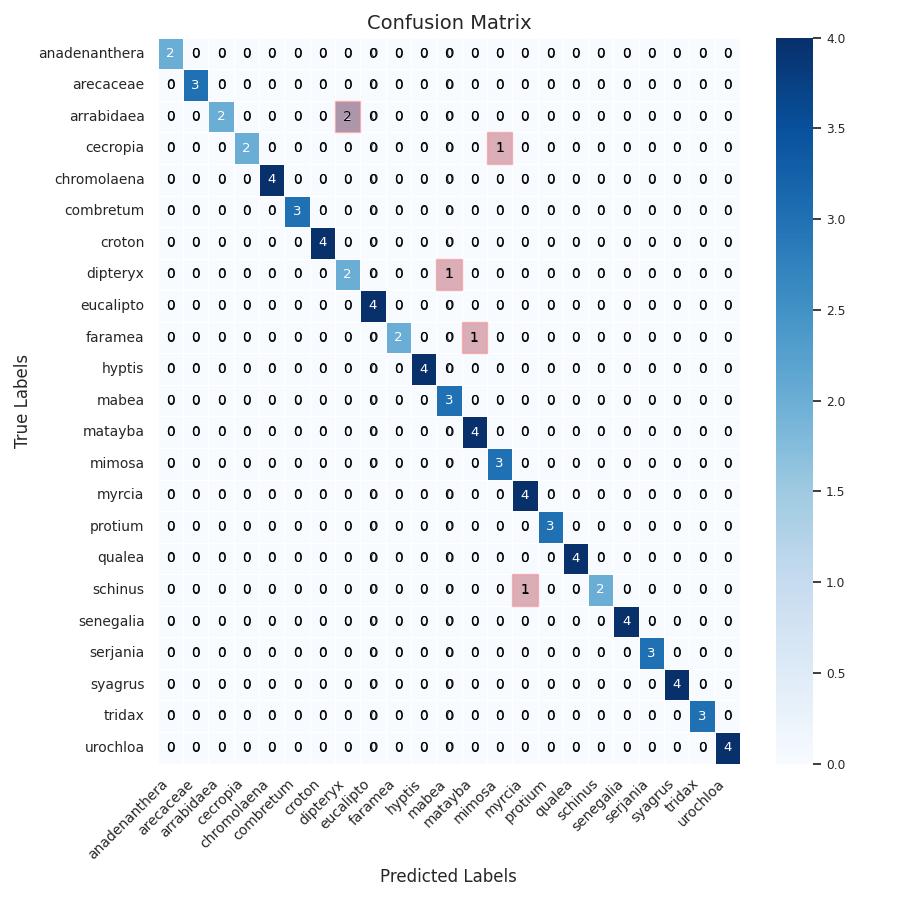 Confusion Matrix
anadenanthera 2 0 0 0 0 0 0 0 0 0 0 0 0 0 0 0 0 0 0 0 0 0 0
arecaceae 0 3 0 0 0 0 0 0 0 0 0 0 0 0 0 0 0 0 0 0 0 0 0
arrabidaea 0 0 2 0 0 0 0 2 0 0 0 0 0 0 0 0 0 0 0 0 0 0 0
cecropia 0 0 0 2 0 0 0 0 0 0 0 0 0 1 0 0 0 0 0 0 0 0 0
chromolaena 0 0 0 0 4 0 0 0 0 0 0 0 0 0 0 0 0 0 0 0 0 0 0
combretum 0 0 0 0 0 3 0 0 0 0 0 0 0 0 0 0 0 0 0 0 0 0 0
croton 0 0 0 0 0 0 4 0 0 0 0 0 0 0 0 0 0 0 0 0 0 0 0
dipteryx 0 0 0 0 0 0 0 2 0 0 0 1 0 0 0 0 0 0 0 0 0 0 0
eucalipto 0 0 0 0 0 0 0 0 4 0 0 0 0 0 0 0 0 0 0 0 0 0 0
faramea 0 0 0 0 0 0 0 0 0 2 0 0 1 0 0 0 0 0 0 0 0 0 0
hyptis 0 0 0 0 0 0 0 0 0 0 4 0 0 0 0 0 0 0 0 0 0 0 0
mabea 0 0 0 0 0 0 0 0 0 0 0 3 0 0 0 0 0 0 0 0 0 0 0
matayba 0 0 0 0 0 0 0 0 0 0 0 0 4 0 0 0 0 0 0 0 0 0 0
mimosa 0 0 0 0 0 0 0 0 0 0 0 0 0 3 0 0 0 0 0 0 0 0 0
myrcia 0 0 0 0 0 0 0 0 0 0 0 0 0 0 4 0 0 0 0 0 0 0 0
protium 0 0 0 0 0 0 0 0 0 0 0 0 0 0 0 3 0 0 0 0 0 0 0
qualea 0 0 0 0 0 0 0 0 0 0 0 0 0 0 0 0 4 0 0 0 0 0 0
schinus 0 0 0 0 0 0 0 0 0 0 0 0 0 0 1 0 0 2 0 0 0 0 0
senegalia 0 0 0 0 0 0 0 0 0 0 0 0 0 0 0 0 0 0 4 0 0 0 0
serjania 0 0 0 0 0 0 0 0 0 0 0 0 0 0 0 0 0 0 0 3 0 0 0
syagrus 0 0 0 0 0 0 0 0 0 0 0 0 0 0 0 0 0 0 0 0 4 0 0
tridax 0 0 0 0 0 0 0 0 0 0 0 0 0 0 0 0 0 0 0 0 0 3 0
urochloa 0 0 0 0 0 0 0 0 0 0 0 0 0 0 0 0 0 0 0 0 0 0 4
True Labels
anadenanthera
arecaceae
arrabidaea
cecropia
chromolaena
combretum
croton
dipteryx
eucalipto
faramea
hyptis
mabea
matayba
mimosa
myrcia
protium
qualea
schinus
senegalia
serjania
syagrus
tridax
urochloa
Predicted Labels
4.0
3.5
3.0
2.5
2.0
1.5
1.0
0.5
0.0